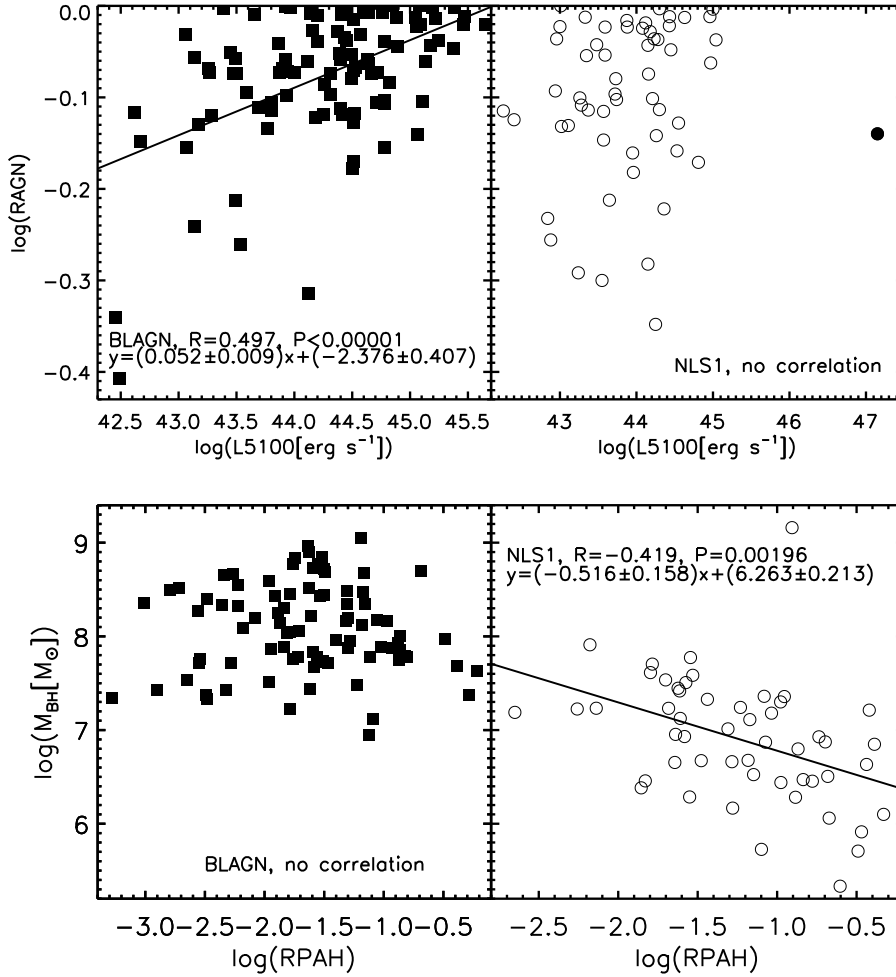 0.0
−0.1
−0.2
−0.3
−0.4
log(RAGN)
BLAGN, R=0.497, P<0.00001
y=(0.052±0.009)x+(−2.376±0.407)
NLS1, no correlation
42.5 43.0 43.5 44.0 44.5 45.0 45.5
43 44 45 46 47
log(L5100[erg s⁻¹])
log(L5100[erg s⁻¹])
9
8
7
6
log(M_BH[M_⊙])
BLAGN, no correlation
NLS1, R=−0.419, P=0.00196
y=(−0.516±0.158)x+(6.263±0.213)
−3.0 −2.5 −2.0 −1.5 −1.0 −0.5
−2.5 −2.0 −1.5 −1.0 −0.5
log(RPAH)
log(RPAH)